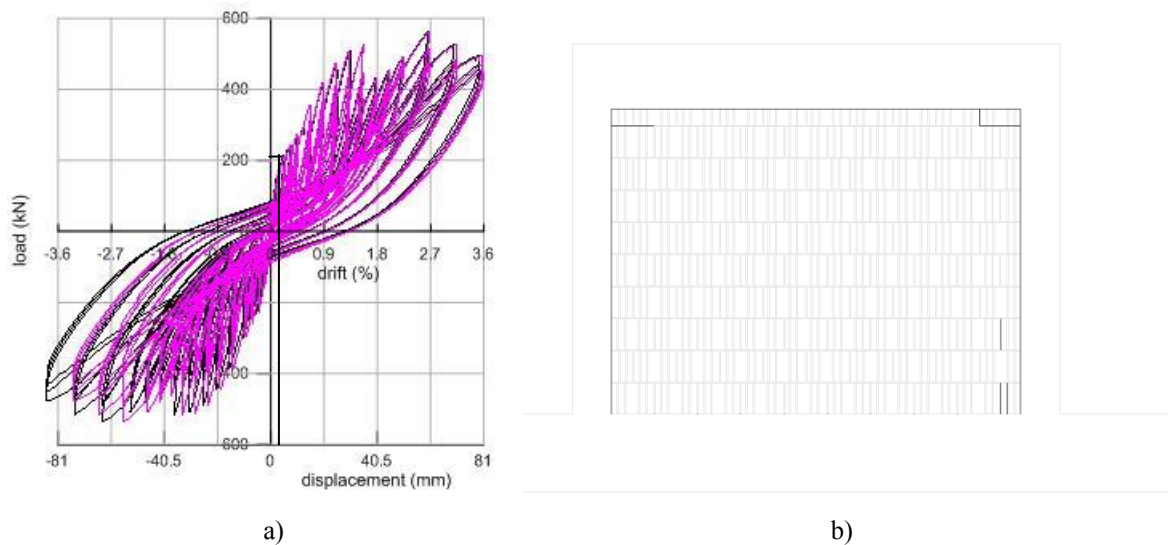 600
400
200
load (kN)
-3.6 -2.7 0.9 1.8 2.7 3.6
drift (%)
600
-81 -40.5 0 40.5 81
displacement (mm)
a) b)